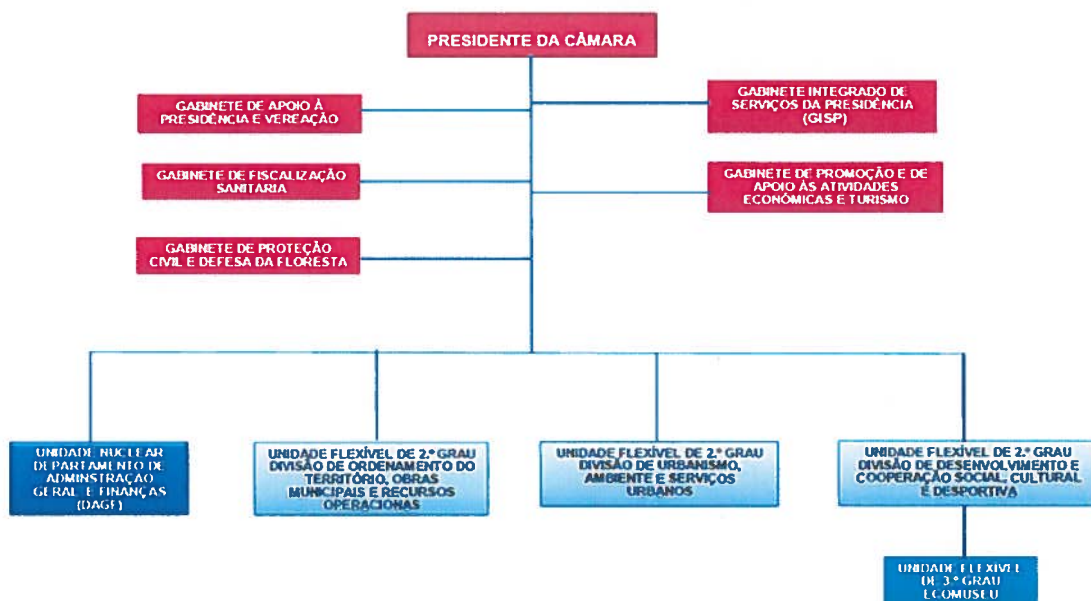 PRESIDENTE DA CÂMARA
GABINETE DE APOIO À
PRESIDÊNCIA E VEREAÇÃO
GABINETE INTEGRADO DE
SERVIÇOS DA PRESIDÊNCIA
(GISP)
GABINETE DE FISCALIZAÇÃO
SANITARIA
GABINETE DE PROMOÇÃO E DE
APOIO ÀS ATIVIDADES
ECONÓMICAS E TURISMO
GABINETE DE PROTEÇÃO
CIVIL E DEFESA DA FLORESTA
UNIDADE NUCLEAR
DEPARTAMENTO DE
ADMINSTRAÇÃO
GERAL E FINANÇAS
(DAGF)
UNIDADE FLEXÍVEL DE 2.º GRAU
DIVISÃO DE ORDENAMENTO DO
TERRITÓRIO, OBRAS
MUNICIPAIS E RECURSOS
OPERACIONAS
UNIDADE FLEXÍVEL DE 2.º GRAU
DIVISÃO DE URBANISMO,
AMBIENTE E SERVIÇOS
URBANOS
UNIDADE FLEXÍVEL DE 2.º GRAU
DIVISÃO DE DESENVOLVIMENTO E
COOPERAÇÃO SOCIAL, CULTURAL
E DESPORTIVA
UNIDADE FLEXÍVEL
DE 3.º GRAU
ECOMUSEU